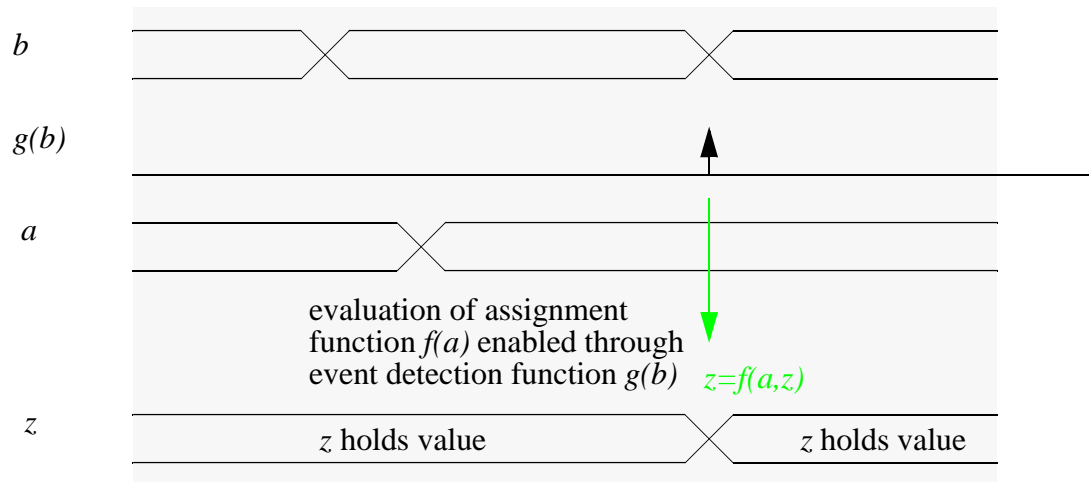 b
g(b)
a
evaluation of assignment
function f(a) enabled through
event detection function g(b)
z=f(a,z)
z
z holds value
z holds value